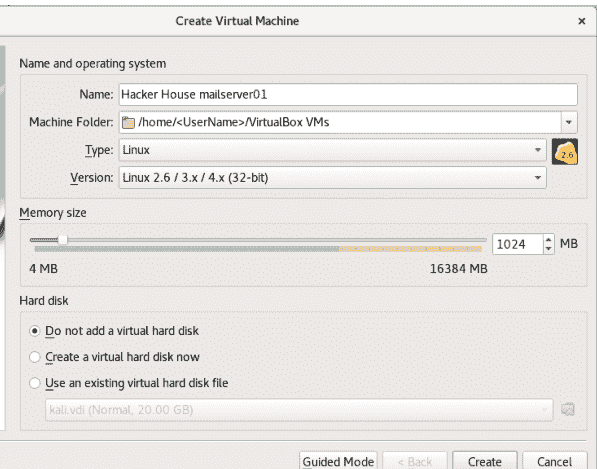 Create Virtual Machine ×
Name and operating system
Name: Hacker House mailserver01
Machine Folder: /home/<UserName>/VirtualBox VMs
Type: Linux
2.6
Version: Linux 2.6 / 3.x / 4.x (32-bit)
Memory size
1024 MB
4 MB 16384 MB
Hard disk
Do not add a virtual hard disk
Create a virtual hard disk now
Use an existing virtual hard disk file
kali.vdi (Normal, 20.00 GB)
Guided Mode < Back Create Cancel